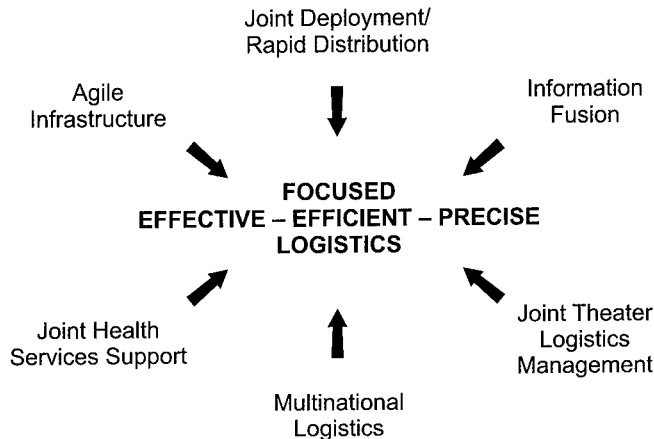 Joint Deployment/
Rapid Distribution
Agile
Infrastructure
Information
Fusion
FOCUSED
EFFECTIVE – EFFICIENT – PRECISE
LOGISTICS
Joint Health
Services Support
Joint Theater
Logistics
Management
Multinational
Logistics